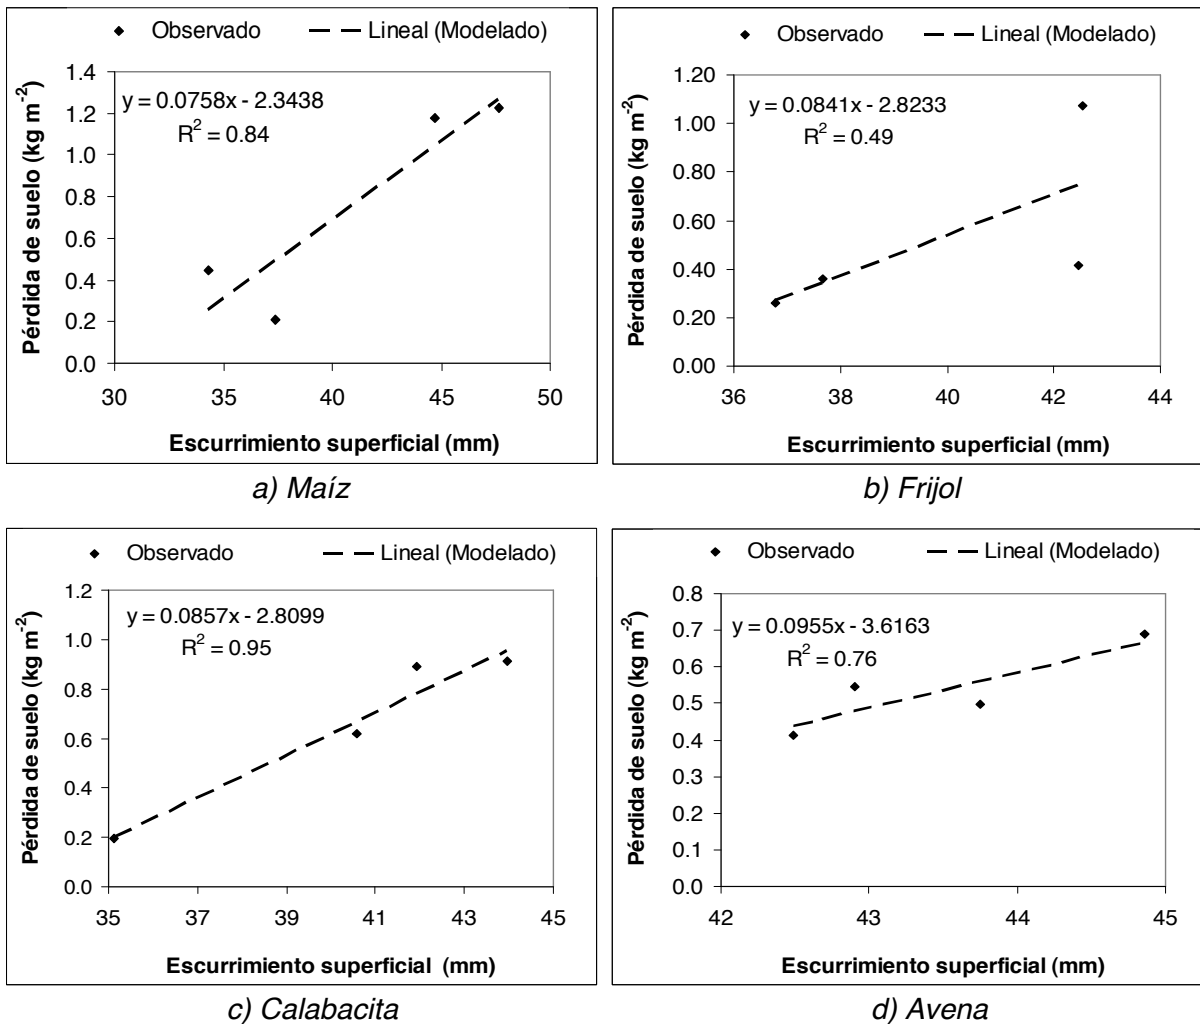 Observado Lineal (Modelado)
Pérdida de suelo (kg m⁻²)
1.4
1.2
1.0
0.8
0.6
0.4
0.2
0.0
y = 0.0758x - 2.3438
R² = 0.84
30 35 40 45 50
Escurrimiento superficial (mm)
a) Maíz
Observado Lineal (Modelado)
Pérdida de suelo (kg m⁻²)
1.20
1.00
0.80
0.60
0.40
0.20
0.00
y = 0.0841x - 2.8233
R² = 0.49
36 38 40 42 44
Escurrimiento superficial (mm)
b) Frijol
Observado Lineal (Modelado)
Pérdida de suelo (kg m⁻²)
1.2
1.0
0.8
0.6
0.4
0.2
0.0
y = 0.0857x - 2.8099
R² = 0.95
35 37 39 41 43 45
Escurrimiento superficial (mm)
c) Calabacita
Observado Lineal (Modelado)
Pérdida de suelo (kg m⁻²)
0.8
0.7
0.6
0.5
0.4
0.3
0.2
0.1
0.0
y = 0.0955x - 3.6163
R² = 0.76
42 43 44 45
Escurrimiento superficial (mm)
d) Avena